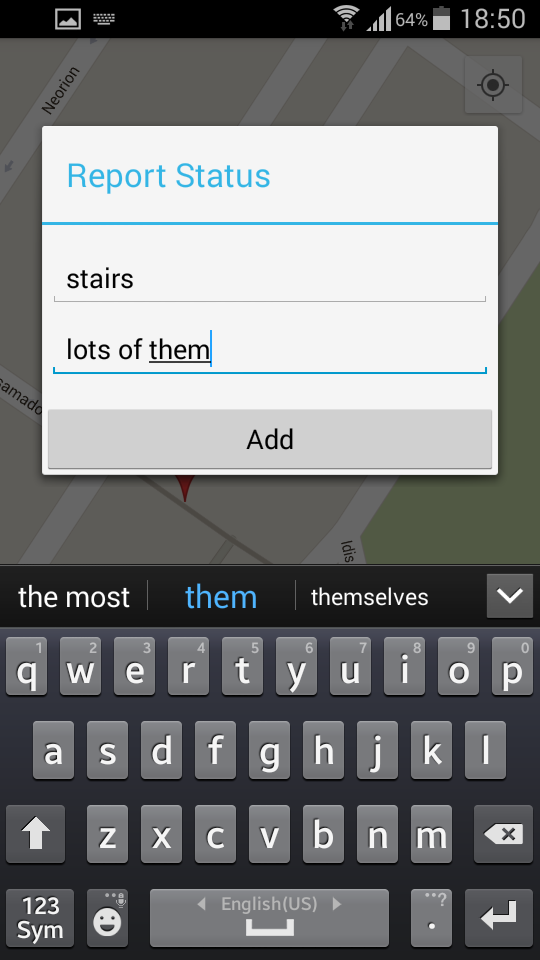 64% 18:50
Neorion
Report Status
stairs
lots of them
amado
Add
Idis
the most them themselves
1 2 3 4 5 6 7 8 9 0
q w e r t y u i o p
a s d f g h j k l
z x c v b n m
123
Sym
English(US)
?
.